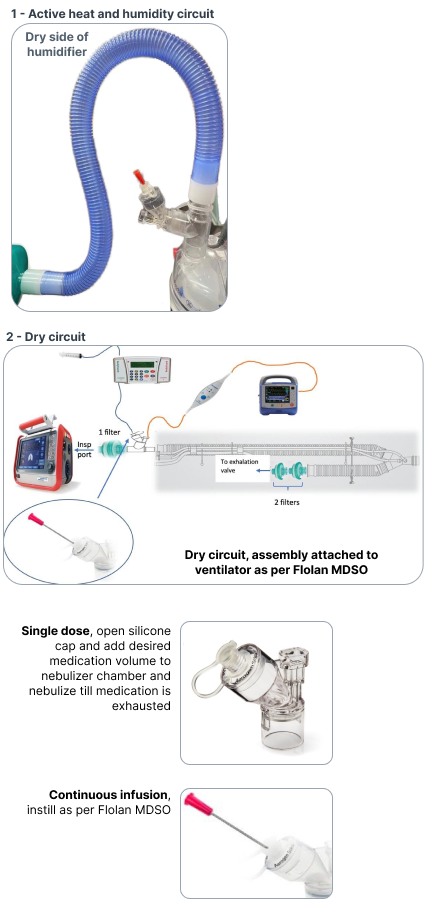 1 - Active heat and humidity circuit
Dry side of
humidifier
2 - Dry circuit
1 filter
Insp
port
To exhalation
valve
2 filters
Dry circuit, assembly attached to
ventilator as per Flolan MDSO
Single dose, open silicone
cap and add desired
medication volume to
nebulizer chamber and
nebulize till medication is
exhausted
Continuous infusion,
instill as per Flolan MDSO